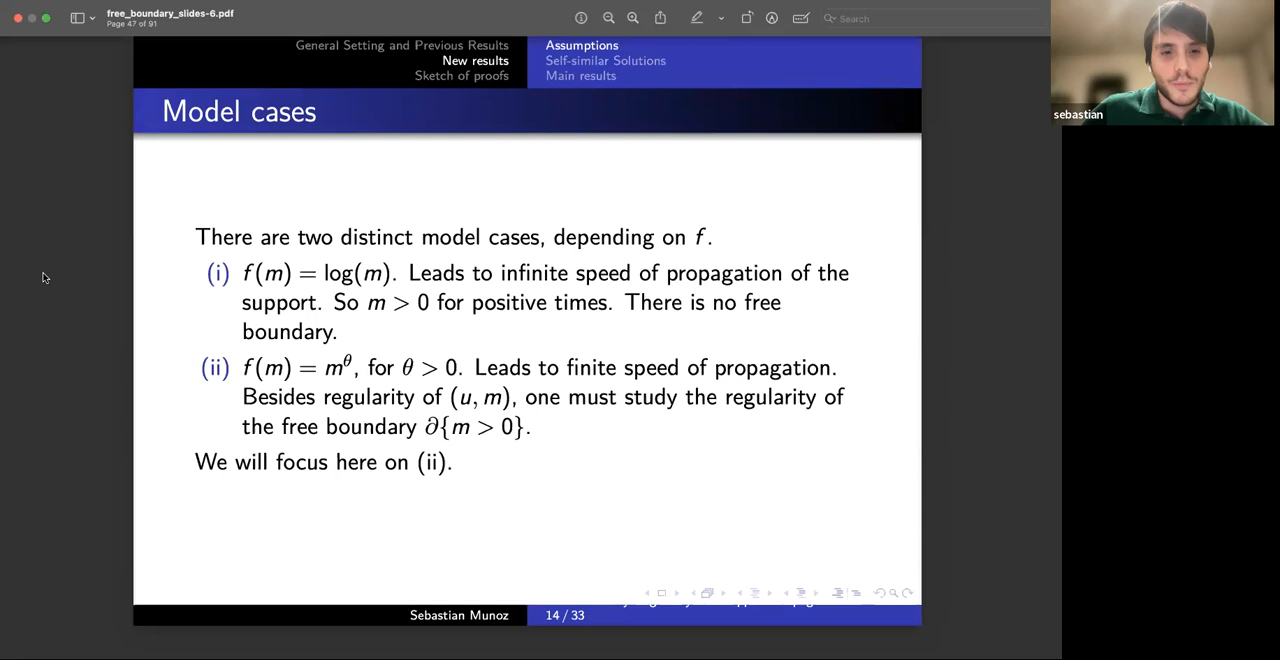 free_boundary_slides-6.pdf
Page 47 of 91
Search
General Setting and Previous Results
New results
Sketch of proofs
Assumptions
Self-similar Solutions
Main results
Model cases
There are two distinct model cases, depending on f.
(i) f(m) = log(m). Leads to infinite speed of propagation of the
support. So m > 0 for positive times. There is no free
boundary.
(ii) f(m) = m^θ, for θ > 0. Leads to finite speed of propagation.
Besides regularity of (u, m), one must study the regularity of
the free boundary ∂{m > 0}.
We will focus here on (ii).
Sebastian Munoz
14 / 33
sebastian